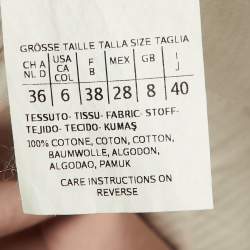 GRÖSSE TAILLE TALLA SIZE TAGLIA
CH A USA F MEX GB I
NL D CA CO B J
36 6 38 28 8 40
TESSUTO- TISSU- FABRIC- STOFF-
TEJIDO- TECIDO- KUMAŞ
100% COTONE, COTON, COTTON,
BAUMWOLLE, ALGODON,
ALGODAO, PAMUK
CARE INSTRUCTIONS ON
REVERSE